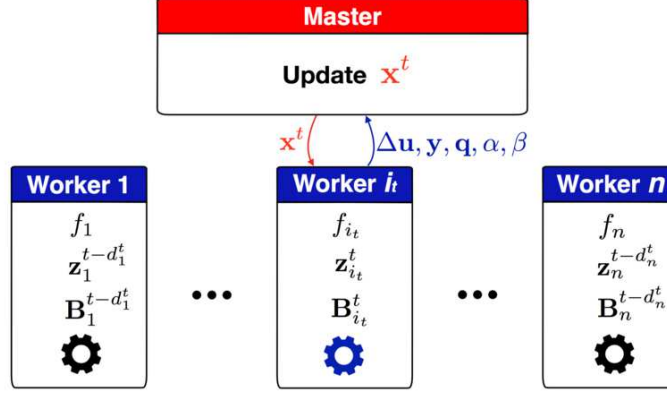 Master
Update x^t
x^t Δu, y, q, α, β
Worker 1 Worker i_t Worker n
f_1 f_{i_t} f_n
z_1^{t-d_1^t} z_{i_t}^t z_n^{t-d_n^t}
... ...
B_1^{t-d_1^t} B_{i_t}^t B_n^{t-d_n^t}